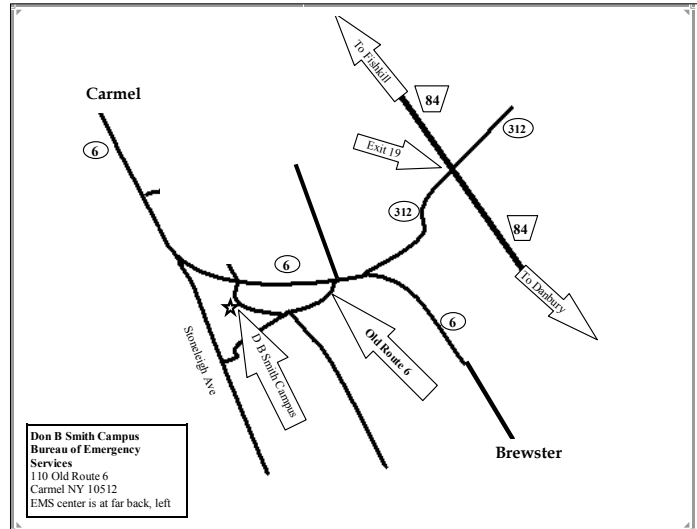 To Fishkill
84
Carmel
312
6
Exit 19
312
84
6
To Danbury
6
Stoneleigh Ave
D B Smith Campus
Old Route 6
Brewster
Don B Smith Campus
Bureau of Emergency
Services
110 Old Route 6
Carmel NY 10512
EMS center is at far back, left